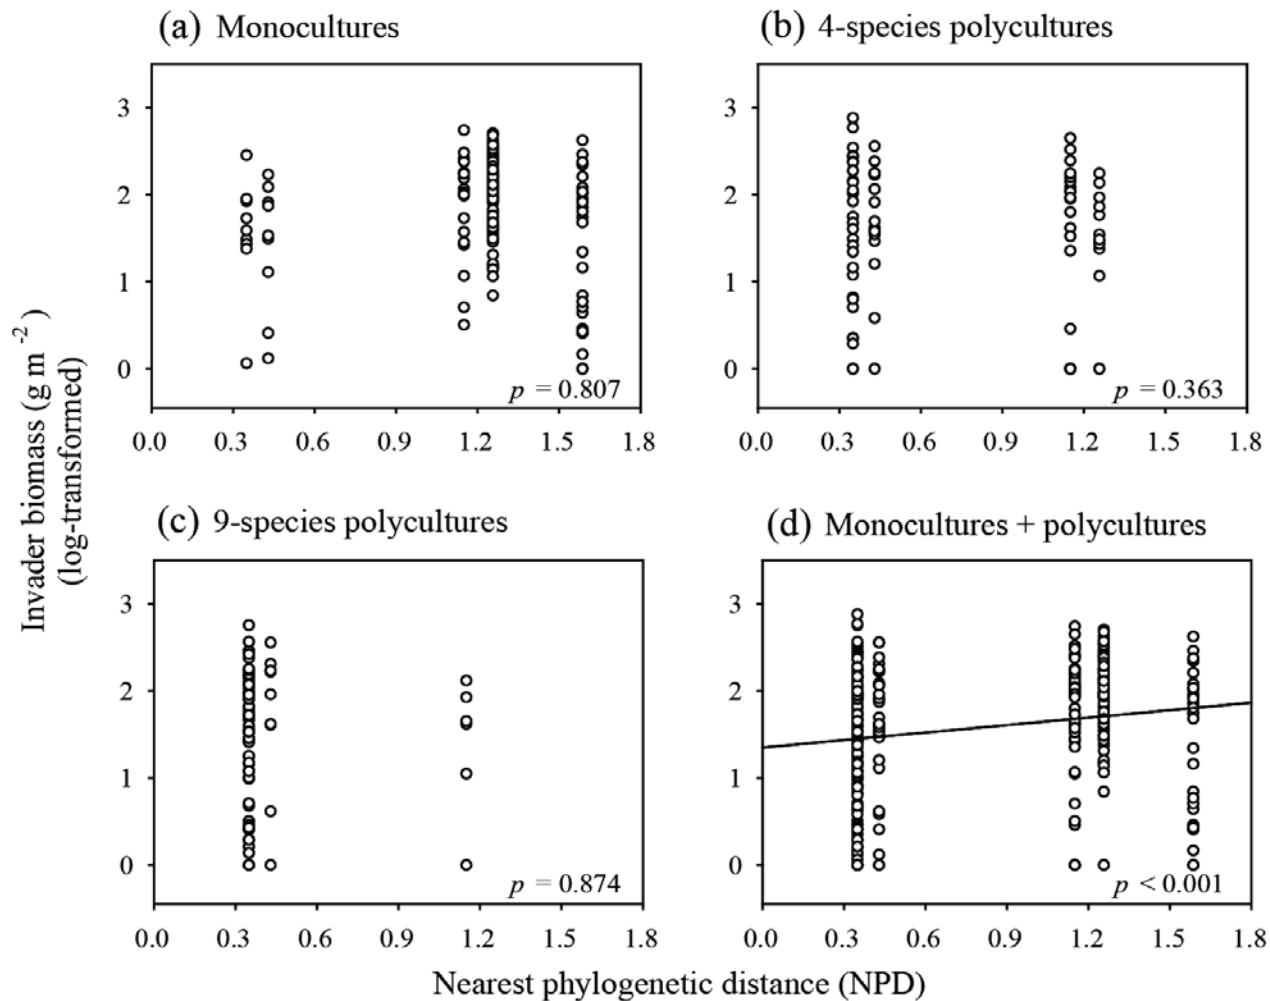 (a) Monocultures
3
2
1
0
p = 0.807
0.0 0.3 0.6 0.9 1.2 1.5 1.8
(b) 4-species polycultures
3
2
1
0
p = 0.363
0.0 0.3 0.6 0.9 1.2 1.5 1.8
Invader biomass (g m⁻²)
(log-transformed)
(c) 9-species polycultures
3
2
1
0
p = 0.874
0.0 0.3 0.6 0.9 1.2 1.5 1.8
(d) Monocultures + polycultures
3
2
1
0
p < 0.001
0.0 0.3 0.6 0.9 1.2 1.5 1.8
Nearest phylogenetic distance (NPD)